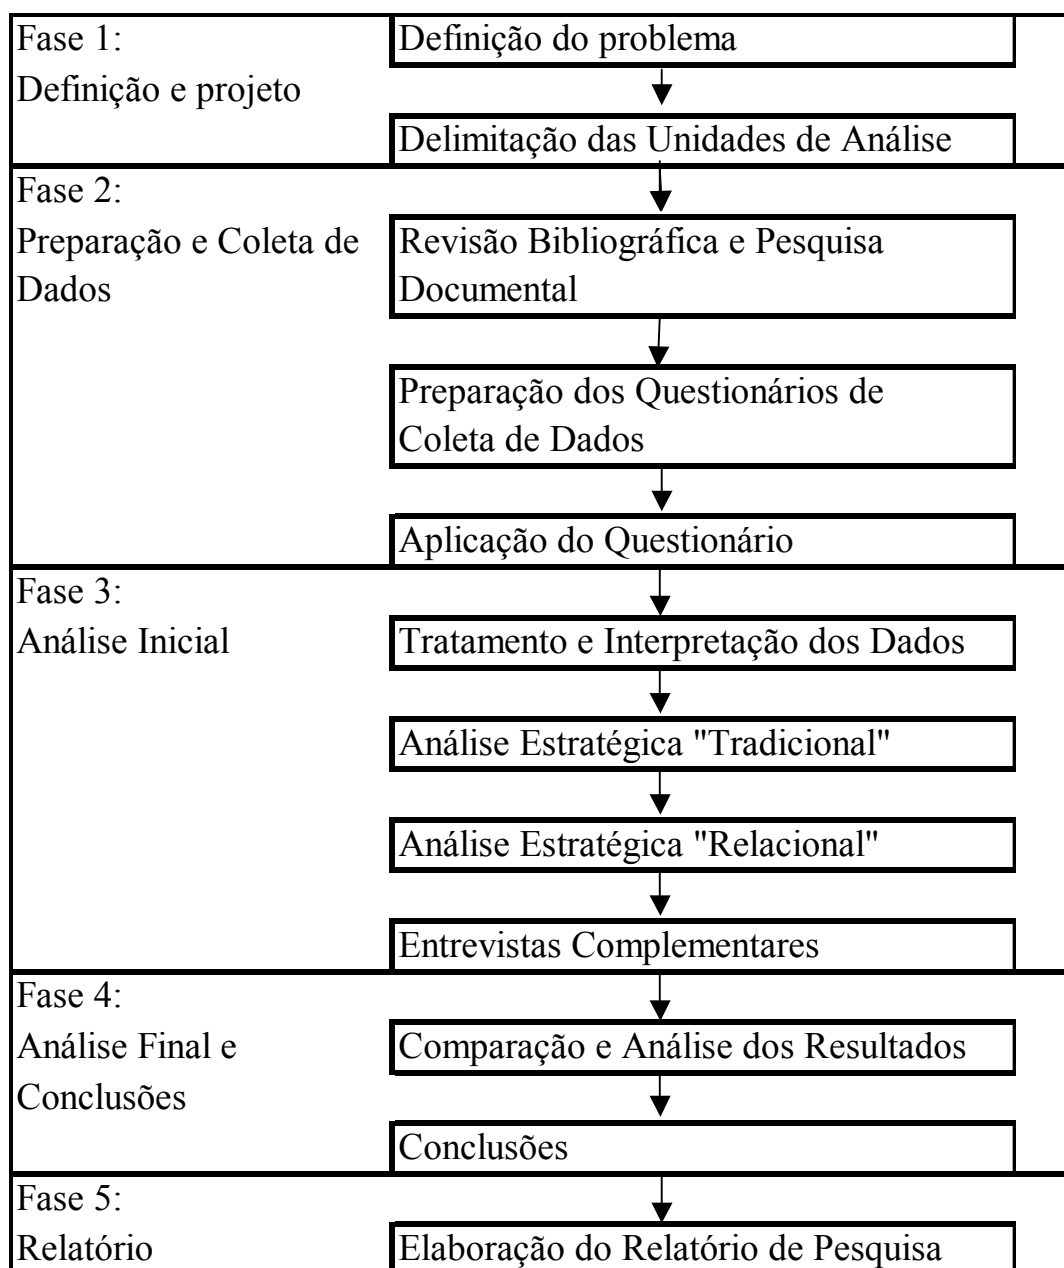 Fase 1:
Definição e projeto
Definição do problema
Delimitação das Unidades de Análise
Fase 2:
Preparação e Coleta de
Dados
Revisão Bibliográfica e Pesquisa
Documental
Preparação dos Questionários de
Coleta de Dados
Aplicação do Questionário
Fase 3:
Análise Inicial
Tratamento e Interpretação dos Dados
Análise Estratégica "Tradicional"
Análise Estratégica "Relacional"
Entrevistas Complementares
Fase 4:
Análise Final e
Conclusões
Comparação e Análise dos Resultados
Conclusões
Fase 5:
Relatório
Elaboração do Relatório de Pesquisa